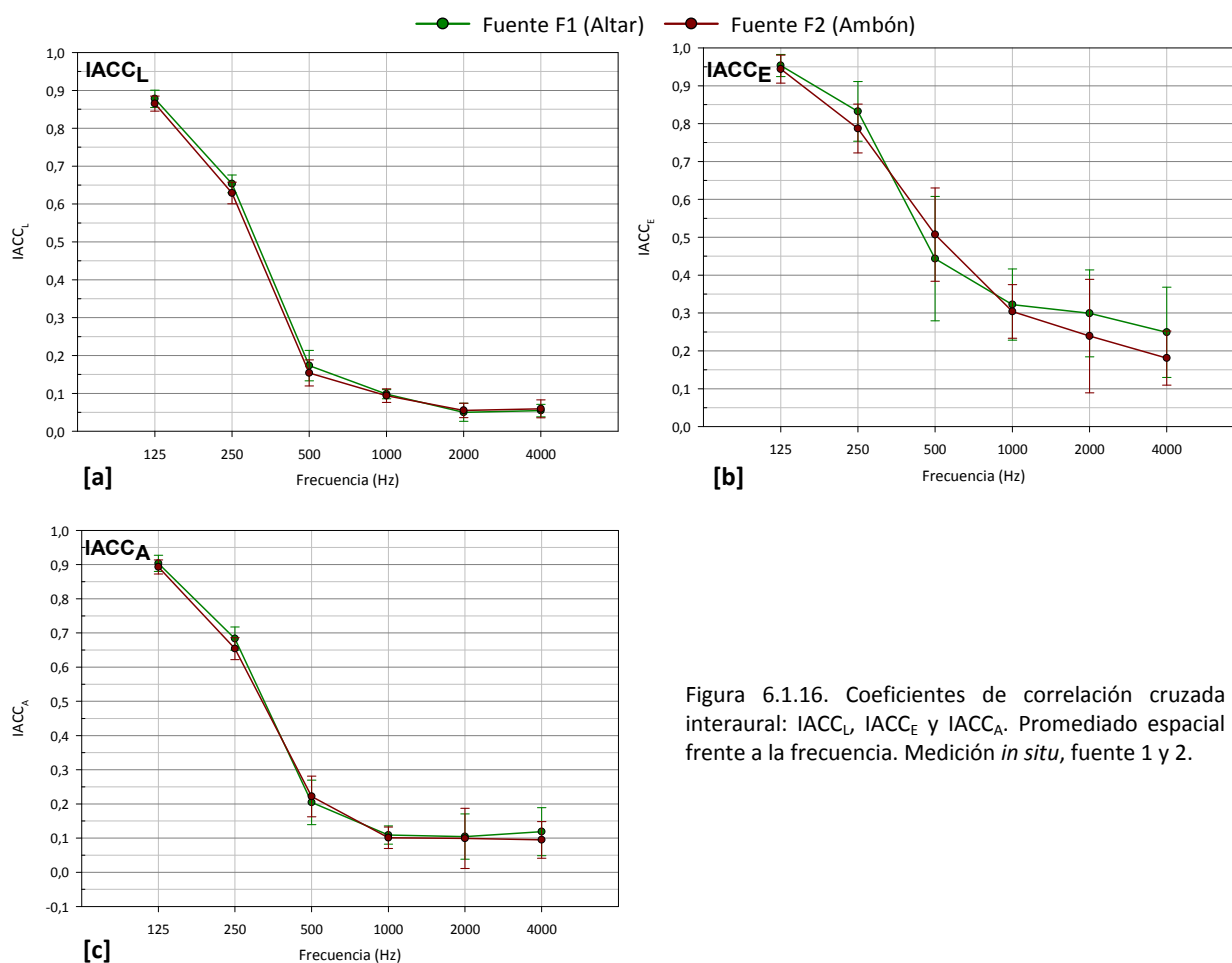 Fuente F1 (Altar) Fuente F2 (Ambón)
IACCL
1,0
0,9
0,8
0,7
0,6
0,5
0,4
0,3
0,2
0,1
0,0
IACCL
125 250 500 1000 2000 4000
Frecuencia (Hz)
[a]
IACCE
1,0
0,9
0,8
0,7
0,6
0,5
0,4
0,3
0,2
0,1
0,0
IACCE
125 250 500 1000 2000 4000
Frecuencia (Hz)
[b]
IACCA
1,0
0,9
0,8
0,7
0,6
0,5
0,4
0,3
0,2
0,1
0,0
-0,1
IACCA
125 250 500 1000 2000 4000
Frecuencia (Hz)
[c]
Figura 6.1.16. Coeficientes de correlación cruzada
interaural: IACCL, IACCE y IACCA. Promediado espacial
frente a la frecuencia. Medición in situ, fuente 1 y 2.